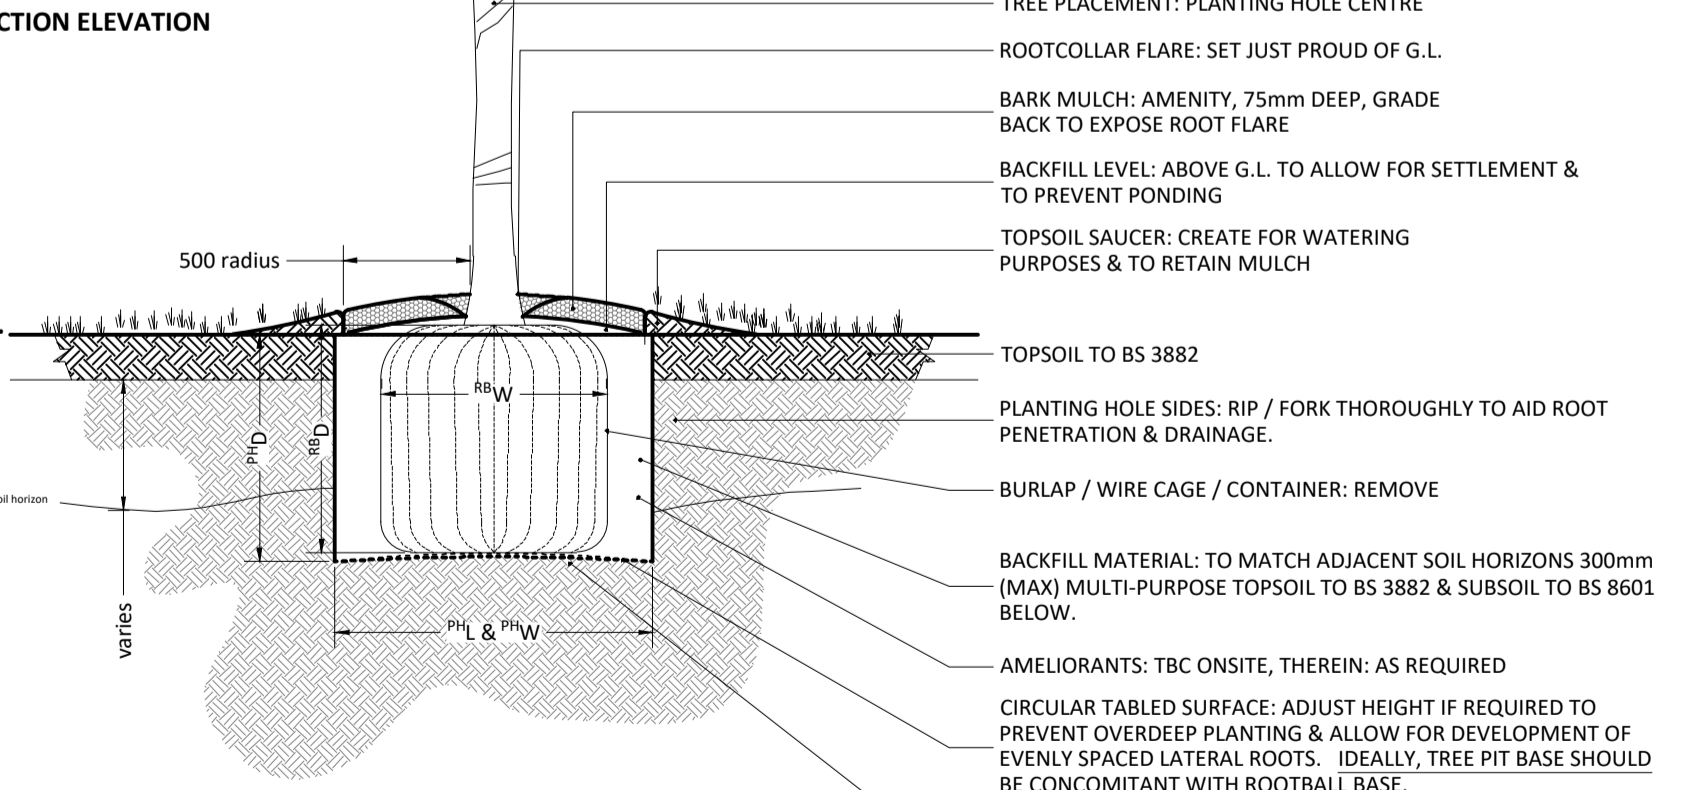 CTION ELEVATION
TREE PLACEMENT: PLANTING HOLE CENTRE
ROOTCOLLAR FLARE: SET JUST PROUD OF G.L.
BARK MULCH: AMENITY, 75mm DEEP, GRADE
BACK TO EXPOSE ROOT FLARE
BACKFILL LEVEL: ABOVE G.L. TO ALLOW FOR SETTLEMENT &
TO PREVENT PONDING
TOPSOIL SAUCER: CREATE FOR WATERING
PURPOSES & TO RETAIN MULCH
500 radius
TOPSOIL TO BS 3882
RBW
PHD
RBD
PLANTING HOLE SIDES: RIP / FORK THOROUGHLY TO AID ROOT
PENETRATION & DRAINAGE.
oil horizon
BURLAP / WIRE CAGE / CONTAINER: REMOVE
BACKFILL MATERIAL: TO MATCH ADJACENT SOIL HORIZONS 300mm
(MAX) MULTI-PURPOSE TOPSOIL TO BS 3882 & SUBSOIL TO BS 8601
BELOW.
varies
PHL & PHW
AMELIORANTS: TBC ONSITE, THEREIN: AS REQUIRED
CIRCULAR TABLED SURFACE: ADJUST HEIGHT IF REQUIRED TO
PREVENT OVERDEEP PLANTING & ALLOW FOR DEVELOPMENT OF
EVENLY SPACED LATERAL ROOTS. IDEALLY, TREE PIT BASE SHOULD
BE CONCOMITANT WITH ROOTBALL BASE.